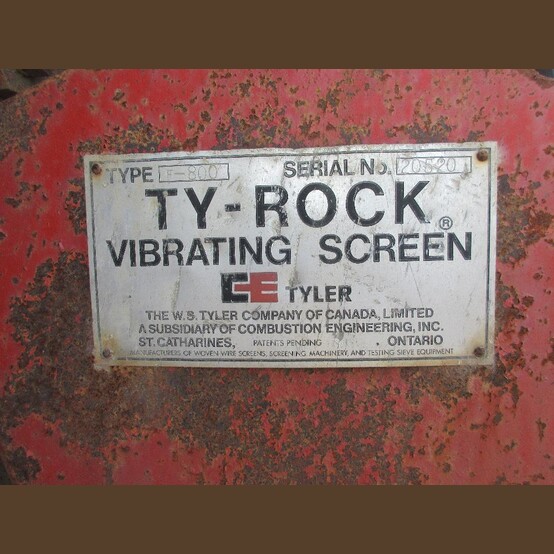 TYPE F-800 SERIAL NO.
TY-ROCK®
VIBRATING SCREEN
CE TYLER
THE W.S. TYLER COMPANY OF CANADA, LIMITED
A SUBSIDIARY OF COMBUSTION ENGINEERING, INC.
ST. CATHARINES, PATENTS PENDING . ONTARIO
MANUFACTURERS OF WOVEN WIRE SCREENS, SCREENING MACHINERY, AND TESTING SIEVE EQUIPMENT